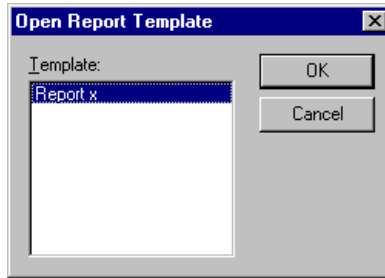 Open Report Template
Template:
Report x
OK
Cancel